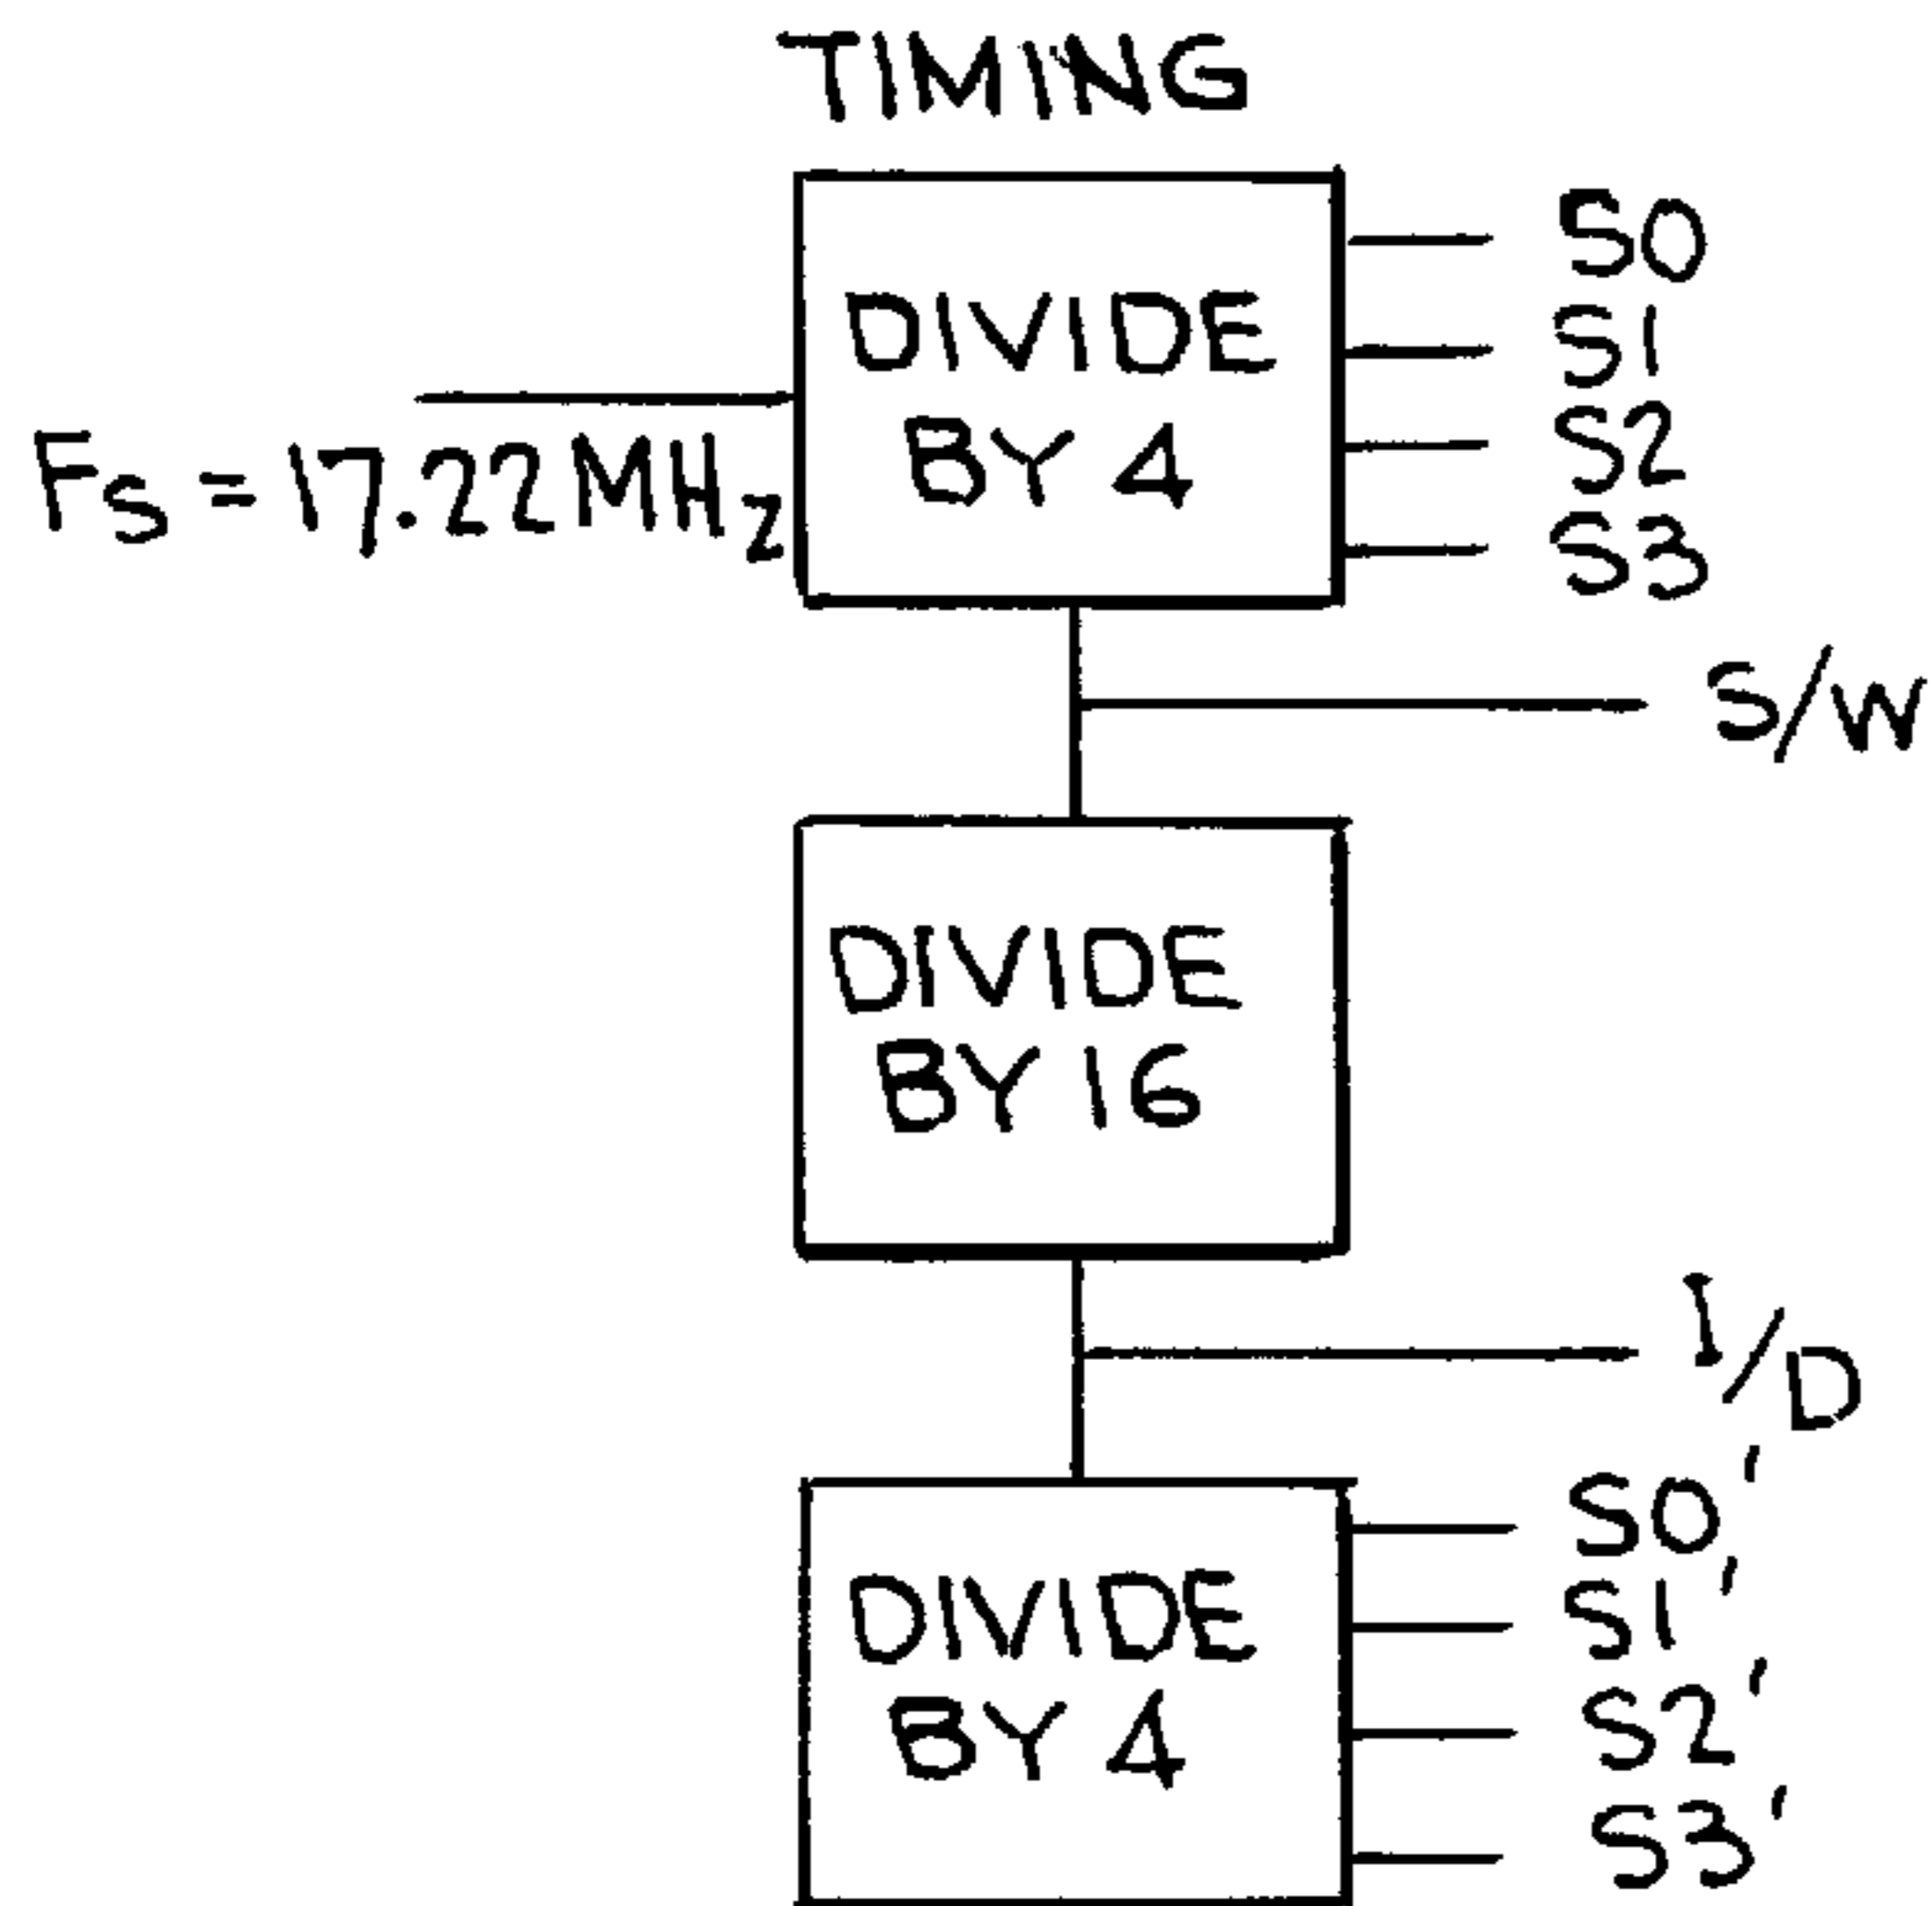 TIMING
S0
DIVIDE
S1
BY 4
S2
Fs = 17.22 MHz
S3
S/W
DIVIDE
BY 16
I/D
S0'
DIVIDE
S1'
BY 4
S2'
S3'